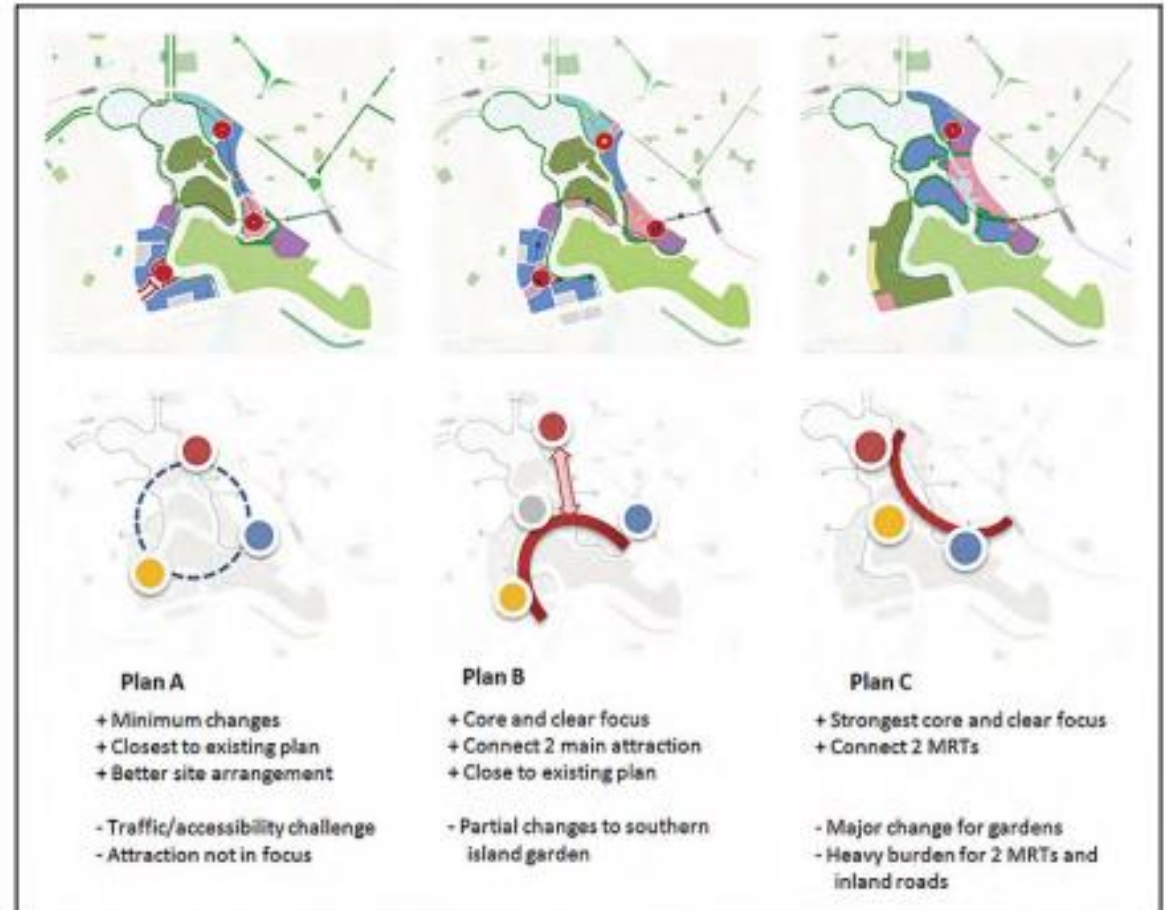 Plan A
+ Minimum changes
+ Closest to existing plan
+ Better site arrangement
- Traffic/accessibility challenge
- Attraction not in focus
Plan B
+ Core and clear focus
+ Connect 2 main attraction
+ Close to existing plan
- Partial changes to southern
island garden
Plan C
+ Strongest core and clear focus
+ Connect 2 MRTs
- Major change for gardens
- Heavy burden for 2 MRTs and
inland roads